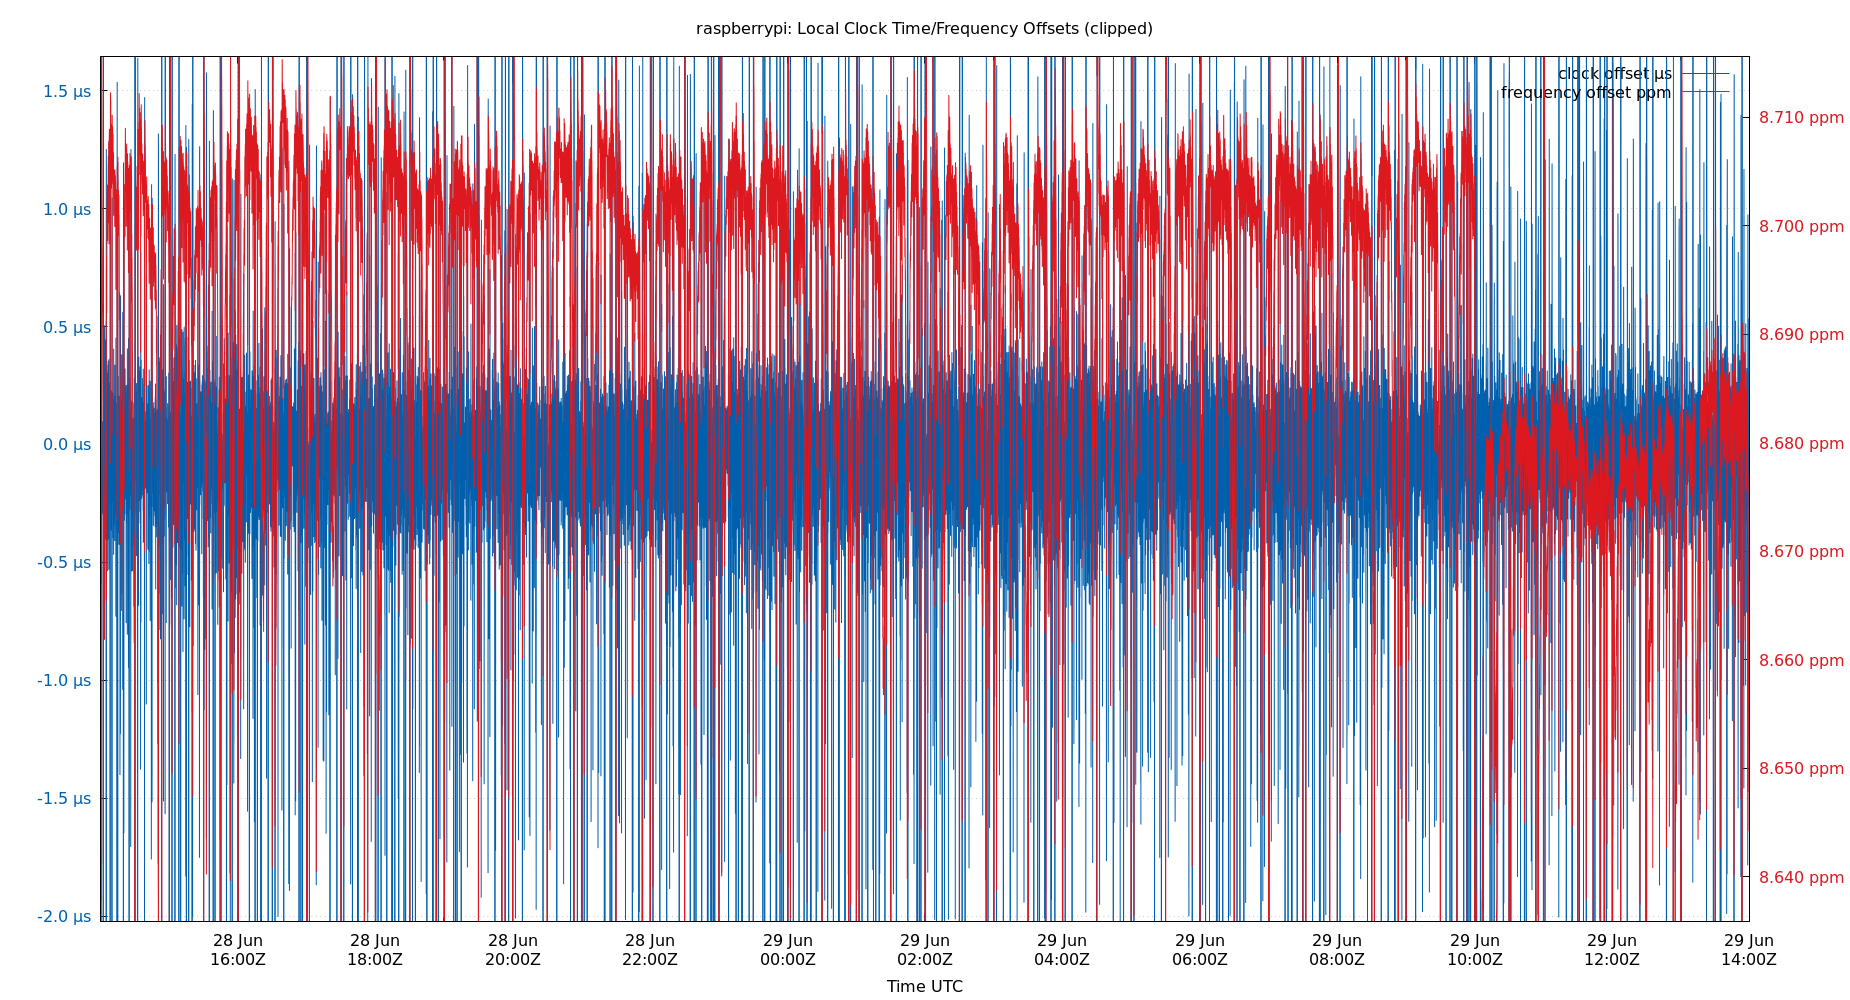 raspberrypi: Local Clock Time/Frequency Offsets (clipped)
clock offset µs
frequency offset ppm
1.5 µs
1.0 µs
0.5 µs
0.0 µs
-0.5 µs
-1.0 µs
-1.5 µs
-2.0 µs
8.710 ppm
8.700 ppm
8.690 ppm
8.680 ppm
8.670 ppm
8.660 ppm
8.650 ppm
8.640 ppm
28 Jun
16:00Z
28 Jun
18:00Z
28 Jun
20:00Z
28 Jun
22:00Z
29 Jun
00:00Z
29 Jun
02:00Z
29 Jun
04:00Z
29 Jun
06:00Z
29 Jun
08:00Z
29 Jun
10:00Z
29 Jun
12:00Z
29 Jun
14:00Z
Time UTC